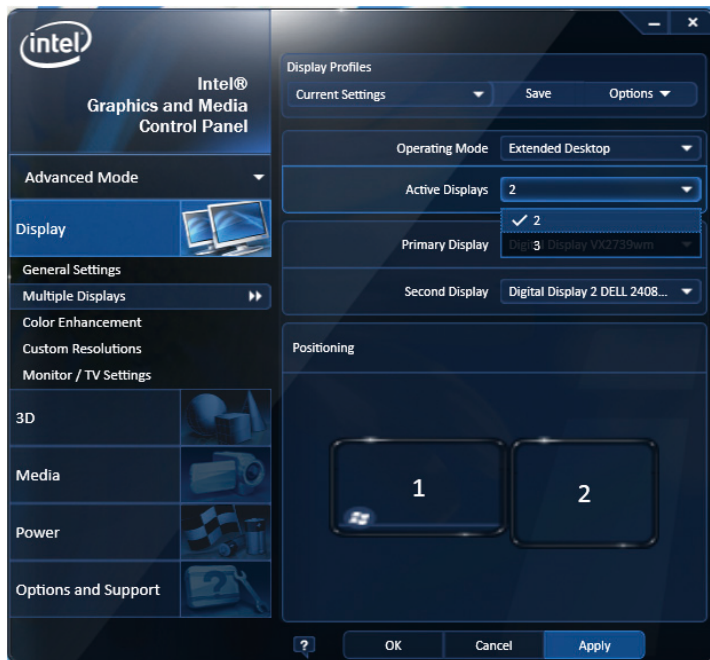 intel
Intel®
Graphics and Media
Control Panel
Advanced Mode
Display
General Settings
Multiple Displays
Color Enhancement
Custom Resolutions
Monitor / TV Settings
3D
Media
Power
Options and Support
Display Profiles
Current Settings
Save
Options
Operating Mode
Extended Desktop
Active Displays
2
2
3
Primary Display
Digital Display VX2739wm
Second Display
Digital Display 2 DELL 2408...
Positioning
1
2
?
OK
Cancel
Apply